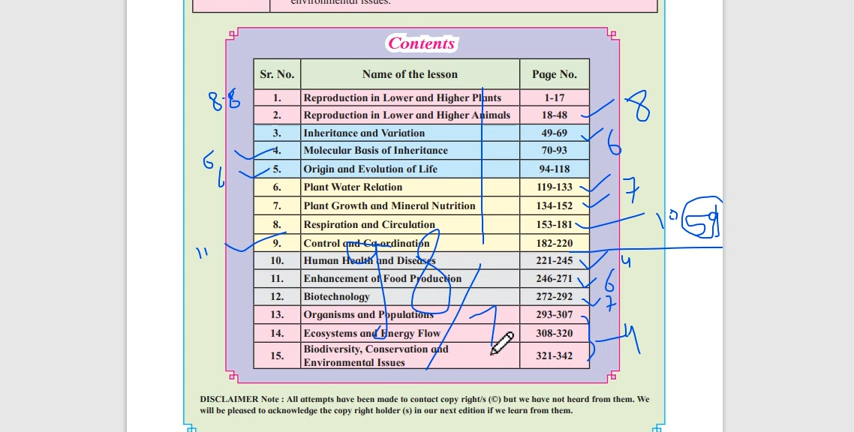 environmental issues.
Contents
Sr. No. Name of the lesson Page No.
1. Reproduction in Lower and Higher Plants 1-17
2. Reproduction in Lower and Higher Animals 18-48
3. Inheritance and Variation 49-69
4. Molecular Basis of Inheritance 70-93
5. Origin and Evolution of Life 94-118
6. Plant Water Relation 119-133
7. Plant Growth and Mineral Nutrition 134-152
8. Respiration and Circulation 153-181
9. Control and Co-ordination 182-220
10. Human Health and Diseases 221-245
11. Enhancement of Food Production 246-271
12. Biotechnology 272-292
13. Organisms and Populations 293-307
14. Ecosystems and Energy Flow 308-320
15. Biodiversity, Conservation and
Environmental Issues 321-342
8
6
6
7
11
6
7
DISCLAIMER Note : All attempts have been made to contact copy right/s (©) but we have not heard from them. We
will be pleased to acknowledge the copy right holder (s) in our next edition if we learn from them.